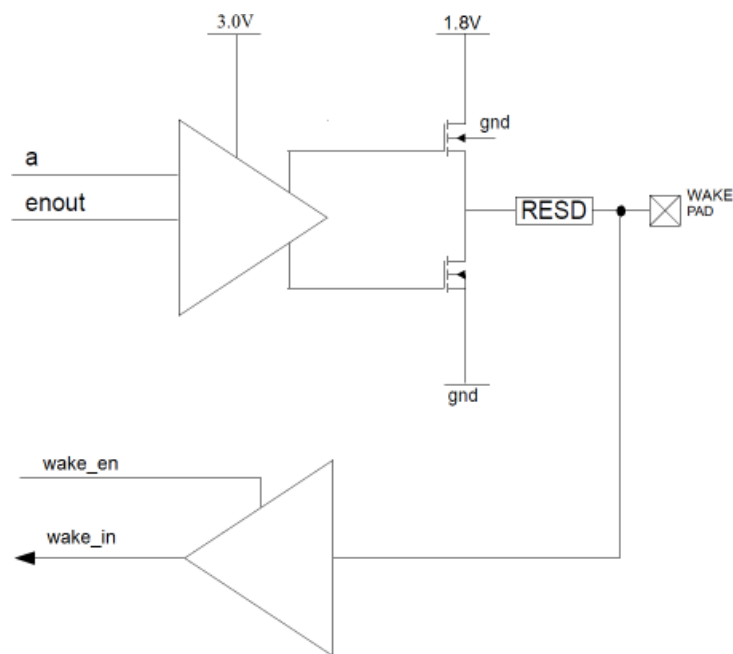 3.0V
1.8V
gnd
a
enout
RESD
WAKE
PAD
gnd
wake_en
wake_in